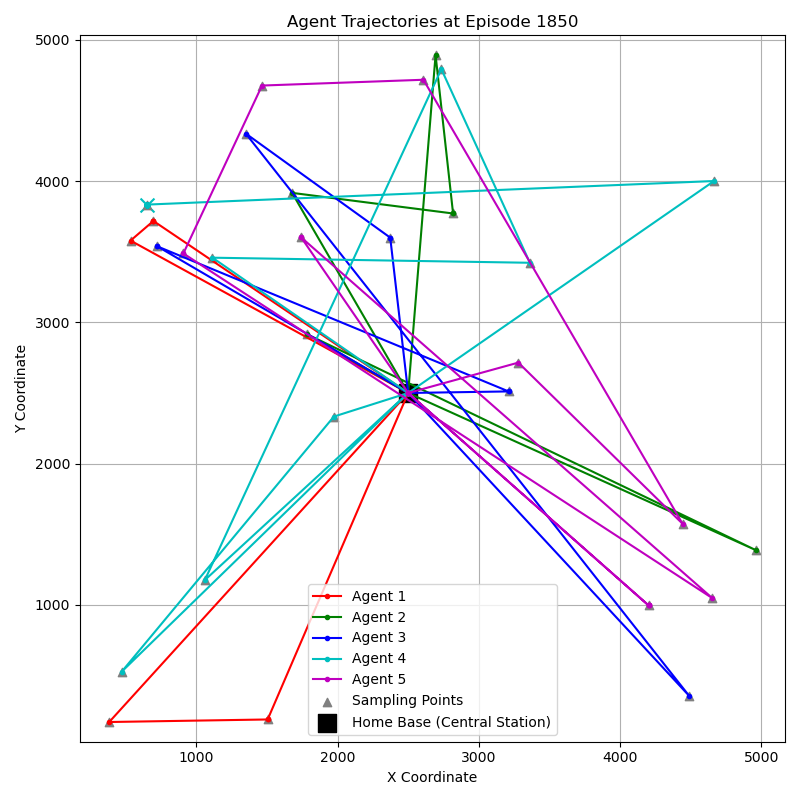 Agent Trajectories at Episode 1850
5000
4000
3000
2000
1000
Y Coordinate
Agent 1
Agent 2
Agent 3
Agent 4
Agent 5
Sampling Points
Home Base (Central Station)
1000 2000 3000 4000 5000
X Coordinate